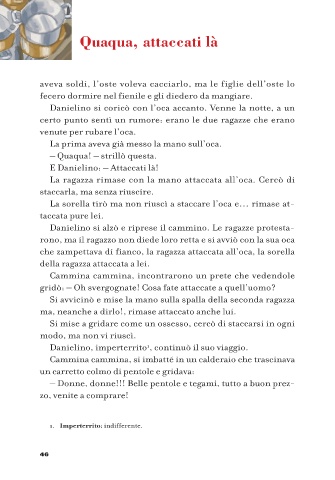 Quaqua, attaccati là
aveva soldi, l'oste voleva cacciarlo, ma le figlie dell'oste lo
fecero dormire nel fienile e gli diedero da mangiare.
Danielino si coricò con l'oca accanto. Venne la notte, a un
certo punto sentì un rumore: erano le due ragazze che erano
venute per rubare l'oca.
La prima aveva già messo la mano sull'oca.
– Quaqua! – strillò questa.
E Danielino: – Attaccati là!
La ragazza rimase con la mano attaccata all'oca. Cercò di
staccarla, ma senza riuscire.
La sorella tirò ma non riuscì a staccare l'oca e... rimase at-
taccata pure lei.
Danielino si alzò e riprese il cammino. Le ragazze protesta-
rono, ma il ragazzo non diede loro retta e si avviò con la sua oca
che zampettava di fianco, la ragazza attaccata all'oca, la sorella
della ragazza attaccata a lei.
Cammina cammina, incontrarono un prete che vedendole
gridò: – Oh svergognate! Cosa fate attaccate a quell'uomo?
Si avvicinò e mise la mano sulla spalla della seconda ragazza
ma, neanche a dirlo!, rimase attaccato anche lui.
Si mise a gridare come un ossesso, cercò di staccarsi in ogni
modo, ma non vi riuscì.
Danielino, imperterrito¹, continuò il suo viaggio.
Cammina cammina, si imbatté in un calderaio che trascinava
un carretto colmo di pentole e gridava:
– Donne, donne!!! Belle pentole e tegami, tutto a buon prez-
zo, venite a comprare!
1. Imperterrito: indifferente.
46